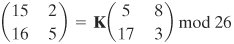 (15 2
16 5) = K(5 8
17 3) mod 26